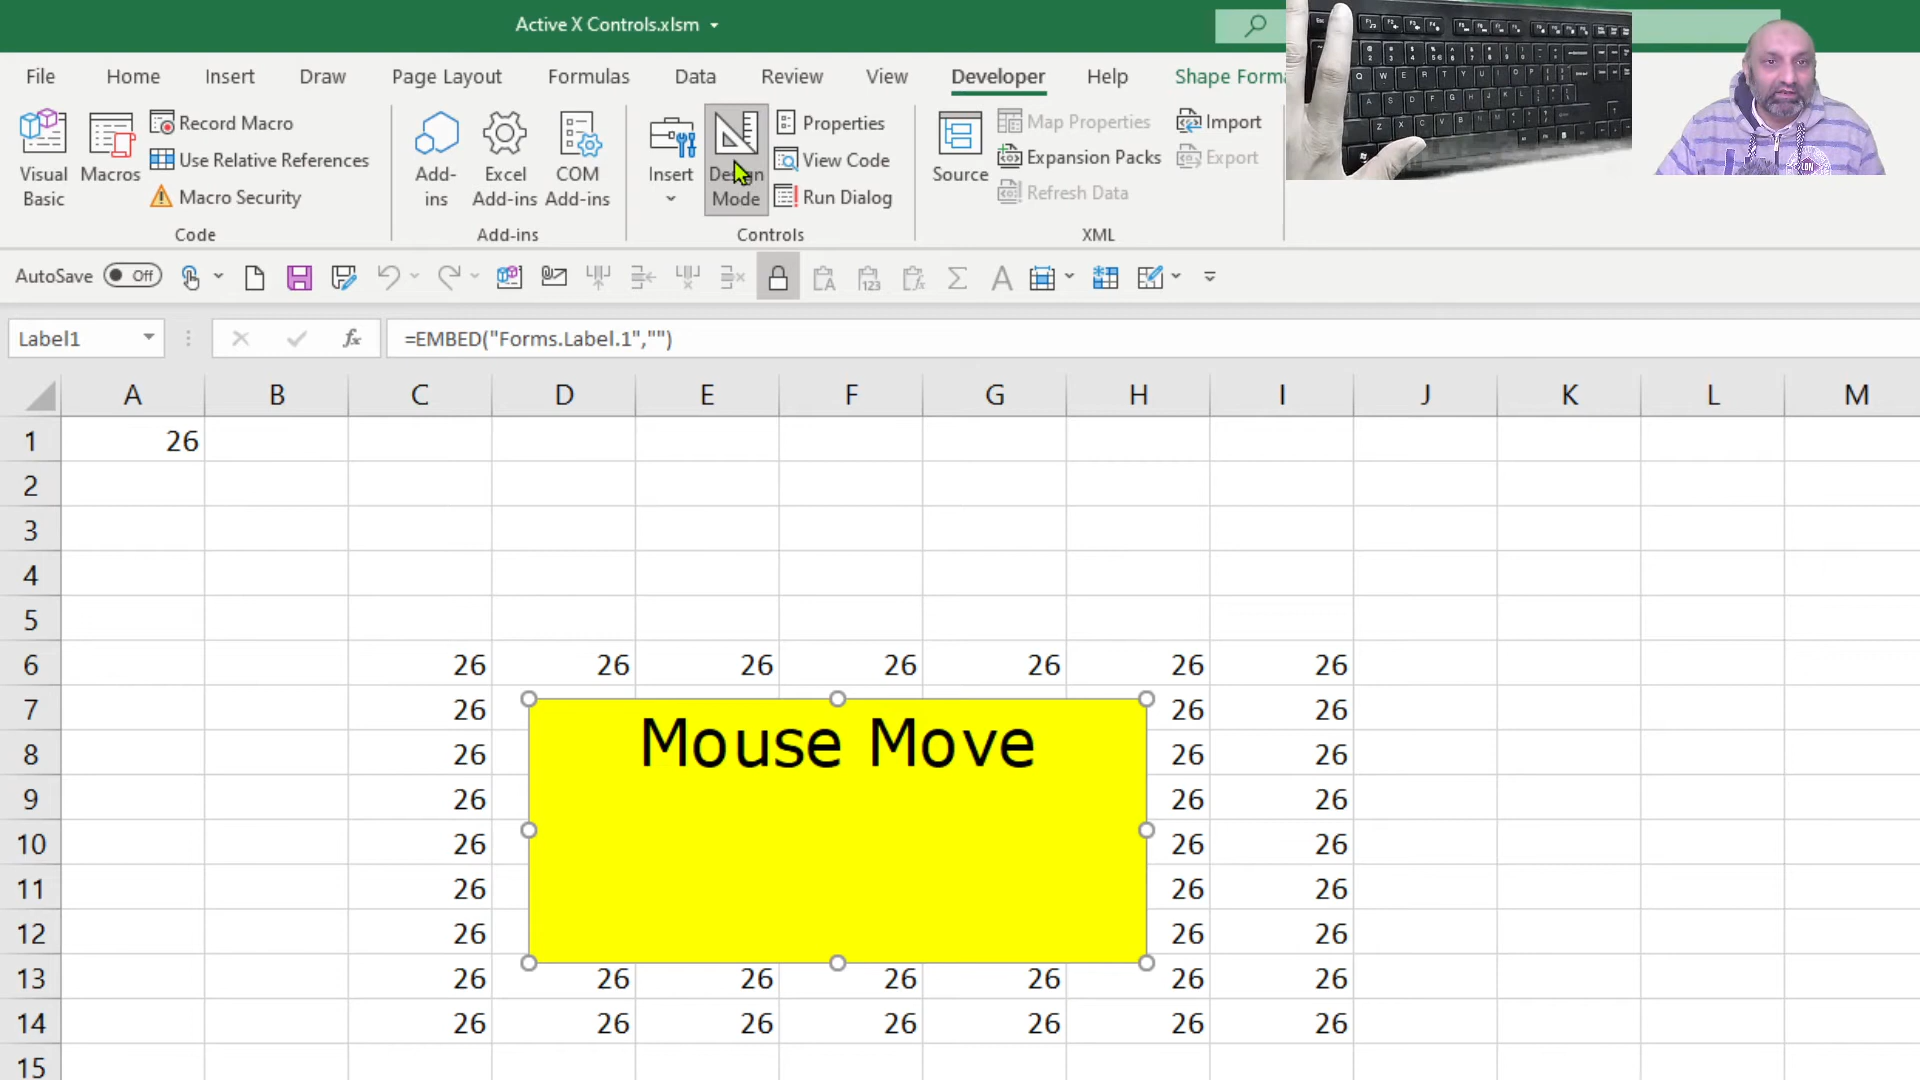 Active X Controls.xlsm
File Home Insert Draw Page Layout Formulas Data Review View Developer Help Shape Forma
Visual Basic
Macros
Record Macro
Use Relative References
Macro Security
Code
Add-ins
Excel Add-ins
COM Add-ins
Add-ins
Insert
Design Mode
Properties
View Code
Run Dialog
Controls
Source
Map Properties
Expansion Packs
Refresh Data
Import
Export
XML
AutoSave Off
Label1
=EMBED("Forms.Label.1","")
A B C D E F G H I J K L M
1 26
2
3
4
5
6 26 26 26 26 26 26 26
7 26 26 26
Mouse Move
8 26 26 26
9 26 26 26
10 26 26 26
11 26 26 26
12 26 26 26
13 26 26 26 26 26 26 26
14 26 26 26 26 26 26 26
15